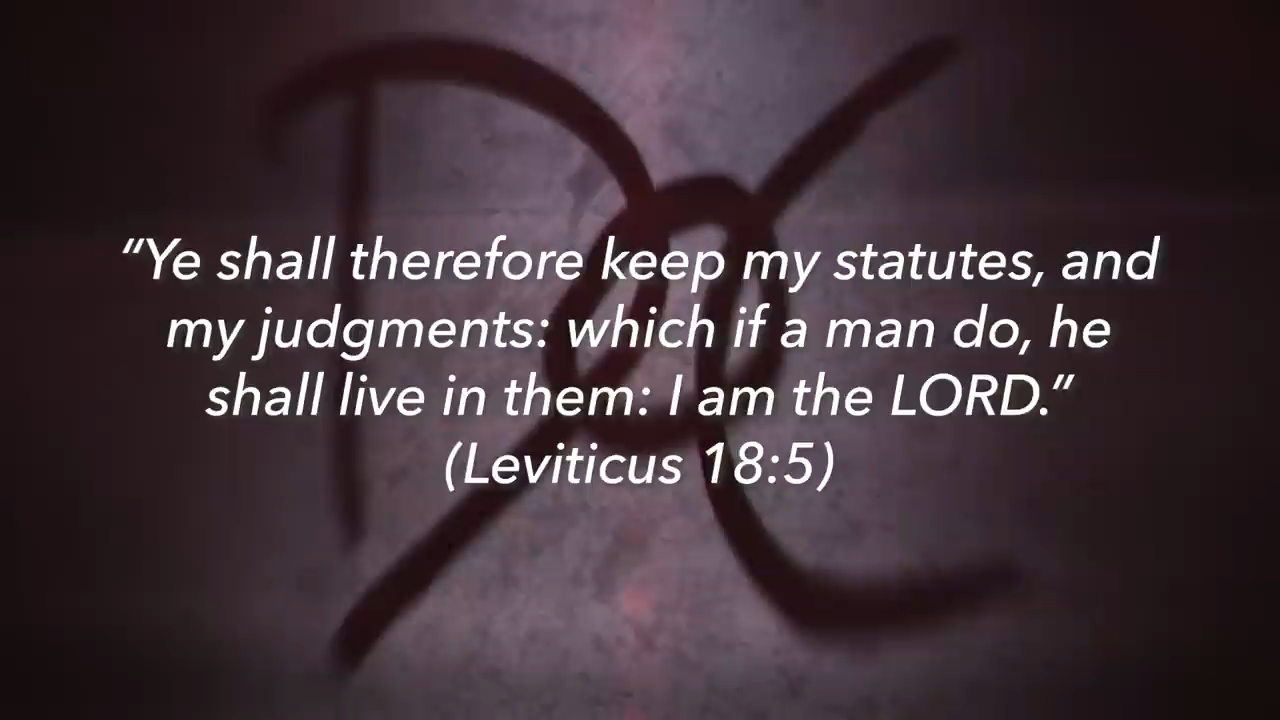 “Ye shall therefore keep my statutes, and
my judgments: which if a man do, he
shall live in them: I am the LORD.”
(Leviticus 18:5)